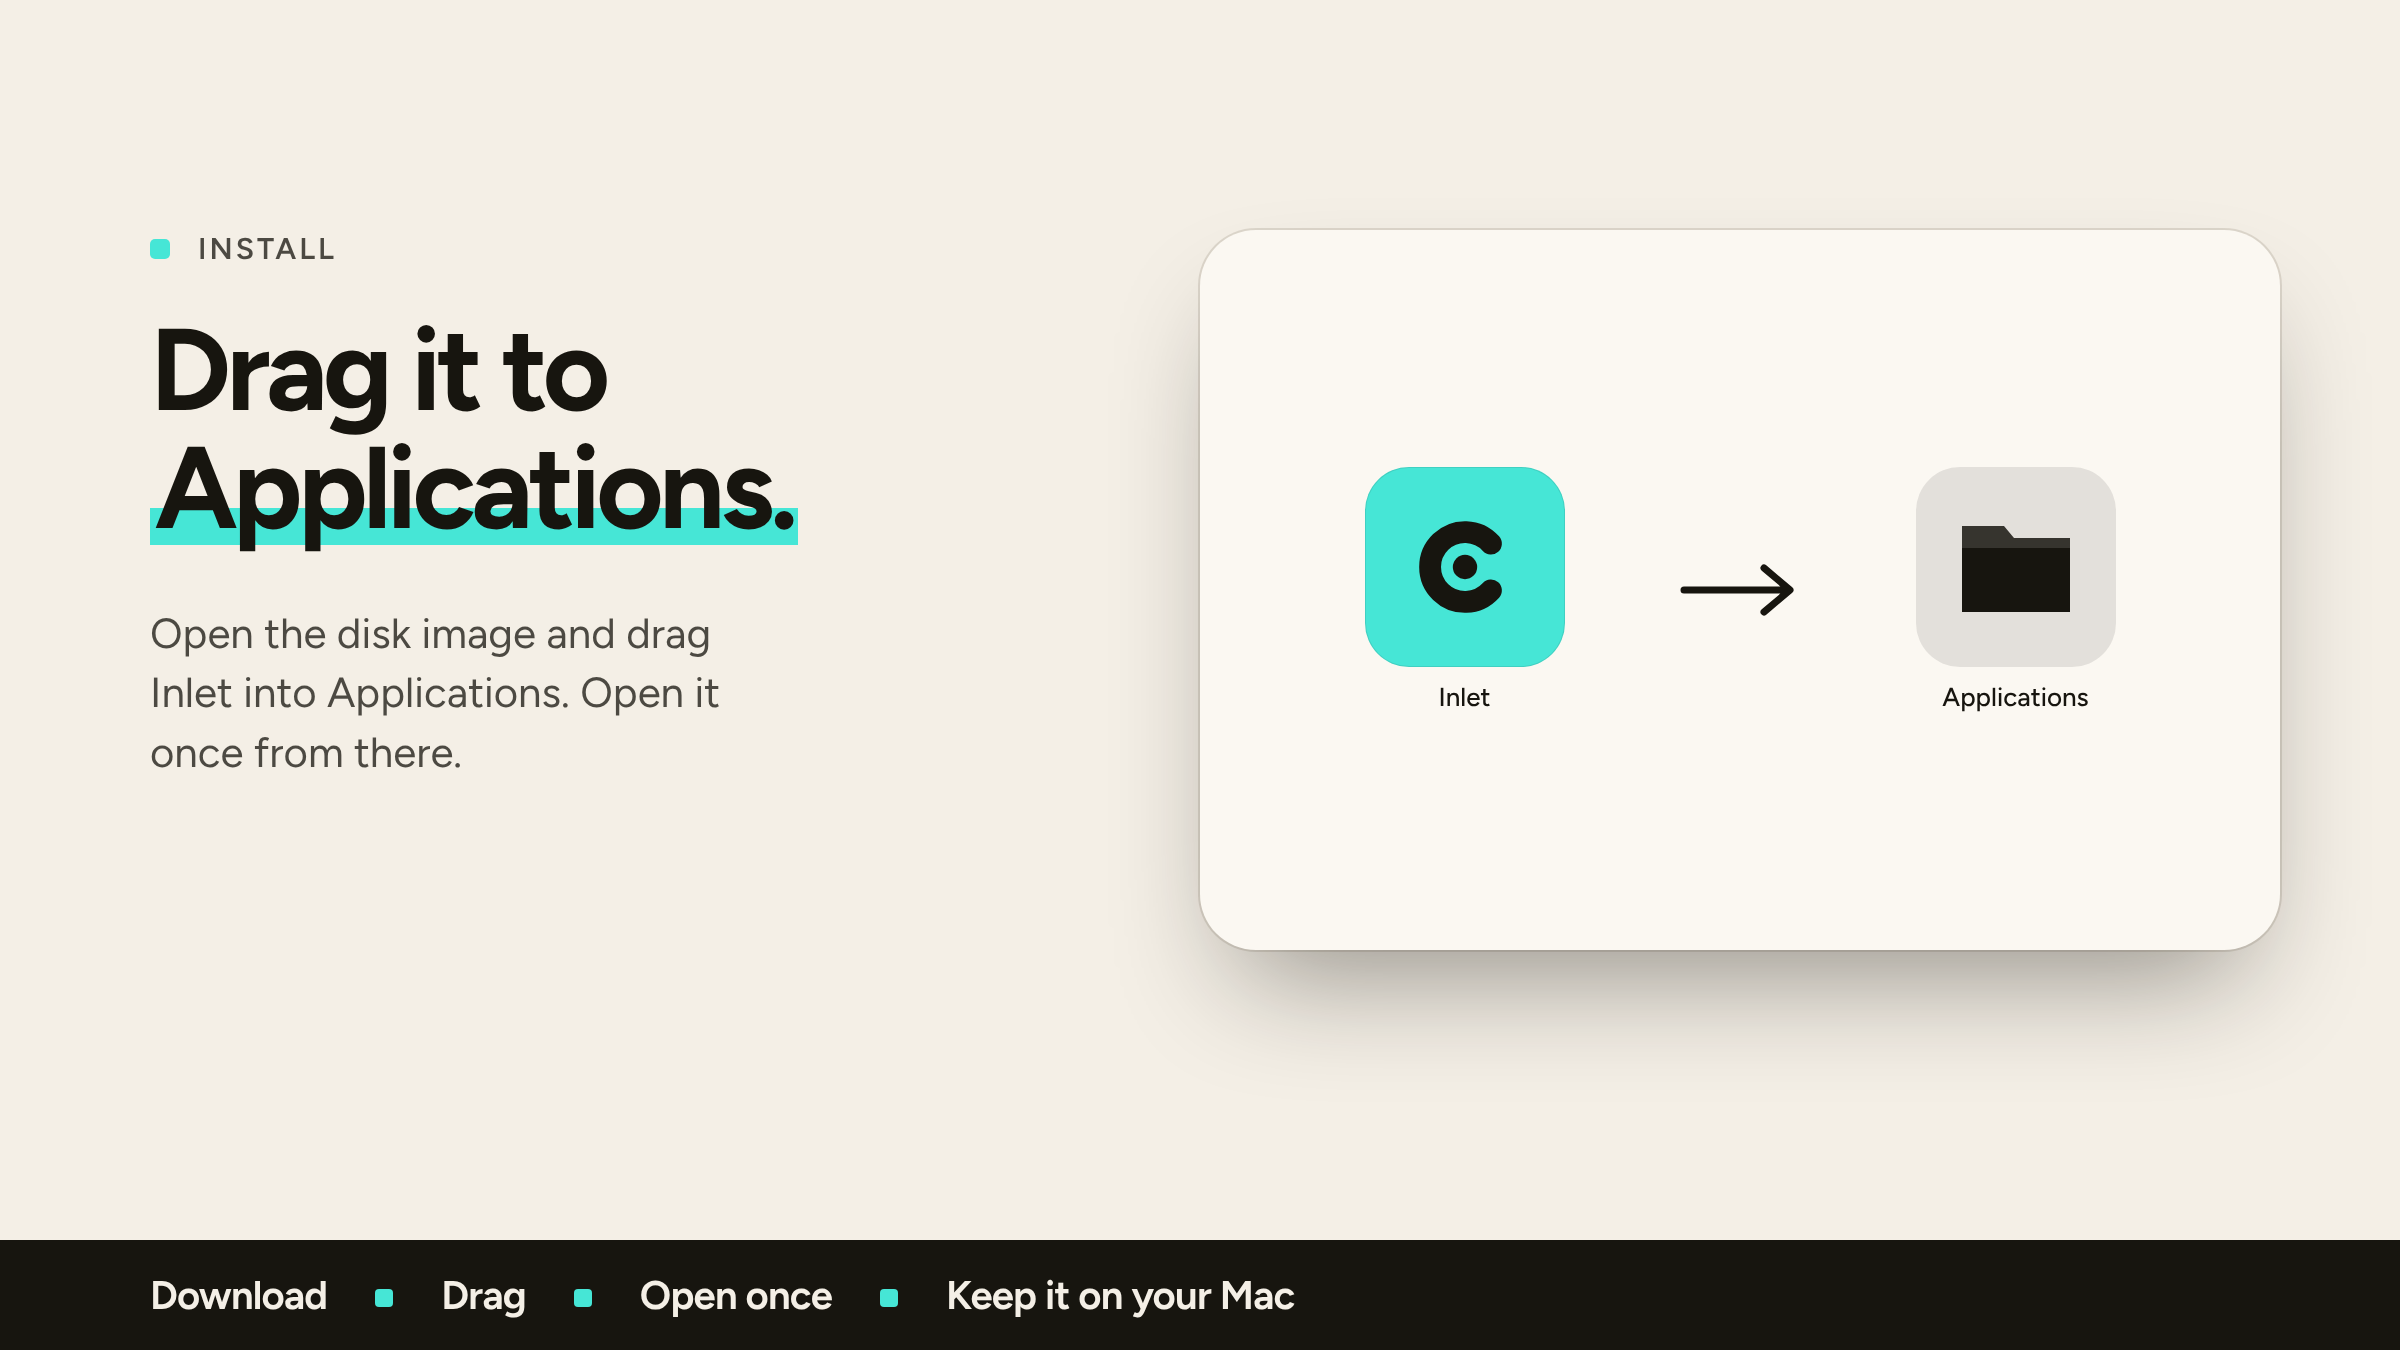 INSTALL
Drag it to
Applications.
Open the disk image and drag
Inlet into Applications. Open it
once from there.
Inlet
Applications
Download
Drag
Open once
Keep it on your Mac